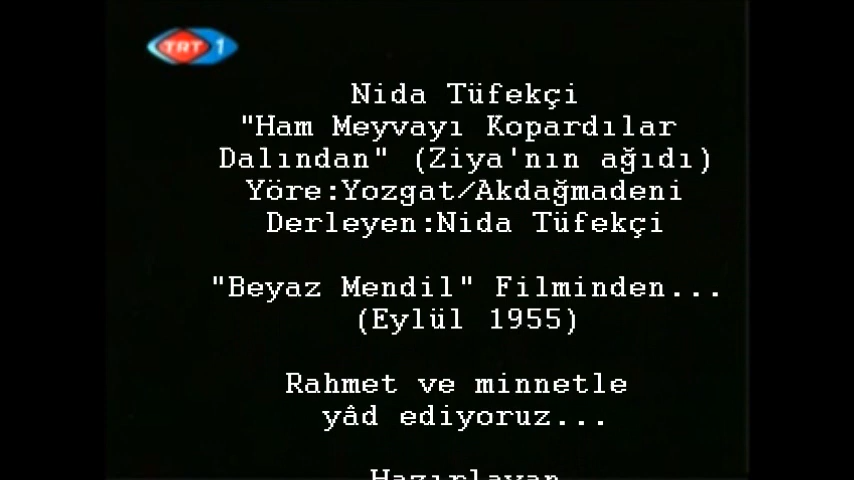 TRT 1
Nida Tüfekçi
"Ham Meyvayı Kopardılar
Dalından" (Ziya'nın ağıdı)
Yöre:Yozgat/Akdağmadeni
Derleyen:Nida Tüfekçi
"Beyaz Mendil" Filminden...
(Eylül 1955)
Rahmet ve minnetle
yâd ediyoruz...
Hazırlayan